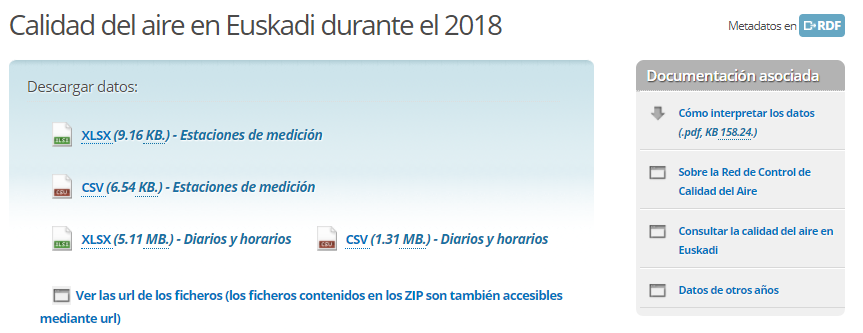 Calidad del aire en Euskadi durante el 2018
Metadatos en RDF
Descargar datos:
XLSX (9.16 KB.) - Estaciones de medición
CSV (6.54 KB.) - Estaciones de medición
XLSX (5.11 MB.) - Diarios y horarios
CSV (1.31 MB.) - Diarios y horarios
Ver las url de los ficheros (los ficheros contenidos en los ZIP son también accesibles
mediante url)
Documentación asociada
Cómo interpretar los datos
(.pdf, KB 158.24.)
Sobre la Red de Control de
Calidad del Aire
Consultar la calidad del aire en
Euskadi
Datos de otros años